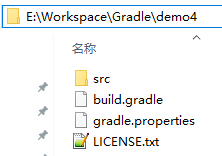 E:\Workspace\Gradle\demo4
名称
src
build.gradle
gradle.properties
LICENSE.txt